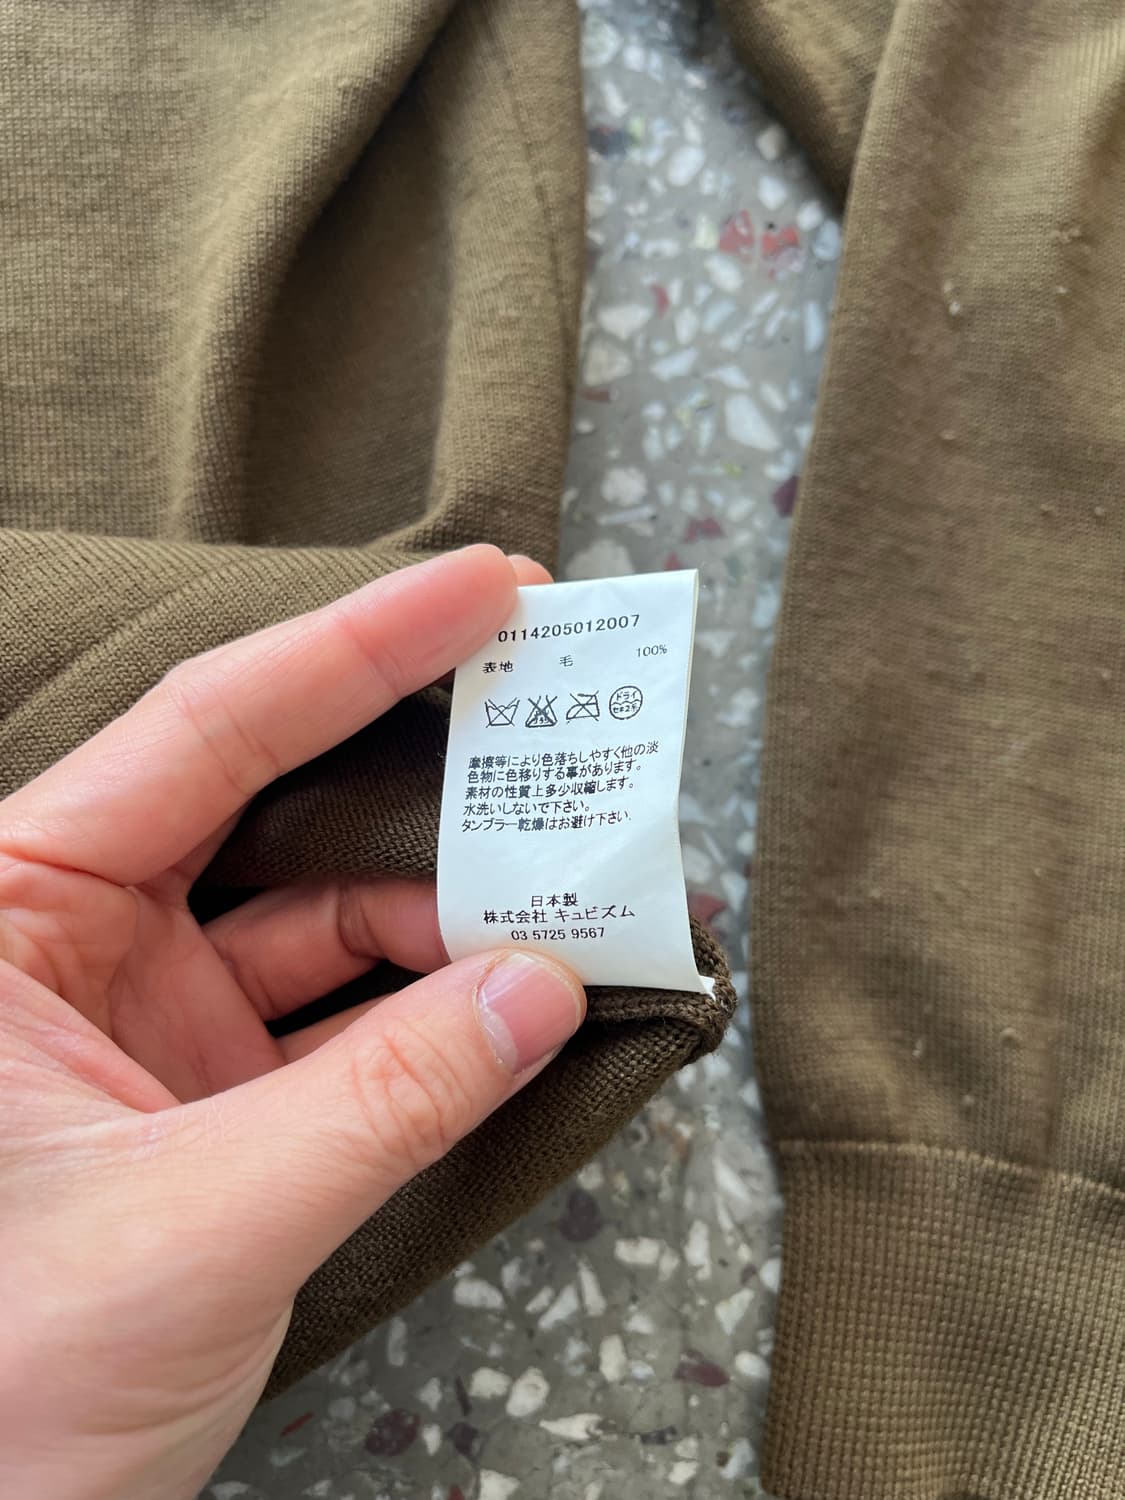 0114205012007
表地 毛 100%
ドライ
セキユ系
摩擦等により色落ちしやすく他の淡
色物に色移りする事があります。
素材の性質上多少収縮します。
水洗いしないで下さい。
タンブラー乾燥はお避け下さい.
日本製
株式会社 キュビズム
03 5725 9567